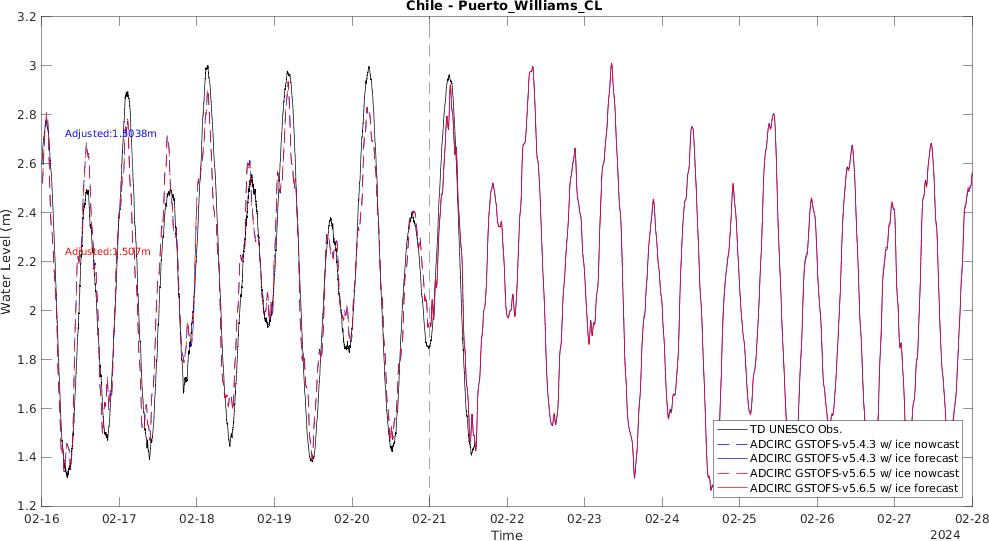 Chile - Puerto_Williams_CL
3.2
3
2.8
2.6
2.4
2.2
2
1.8
1.6
1.4
1.2
Water Level (m)
Adjusted:1.5038m
Adjusted:1.507m
TD UNESCO Obs.
ADCIRC GSTOFS-v5.4.3 w/ ice nowcast
ADCIRC GSTOFS-v5.4.3 w/ ice forecast
ADCIRC GSTOFS-v5.6.5 w/ ice nowcast
ADCIRC GSTOFS-v5.6.5 w/ ice forecast
02-16 02-17 02-18 02-19 02-20 02-21 02-22 02-23 02-24 02-25 02-26 02-27 02-28
Time
2024